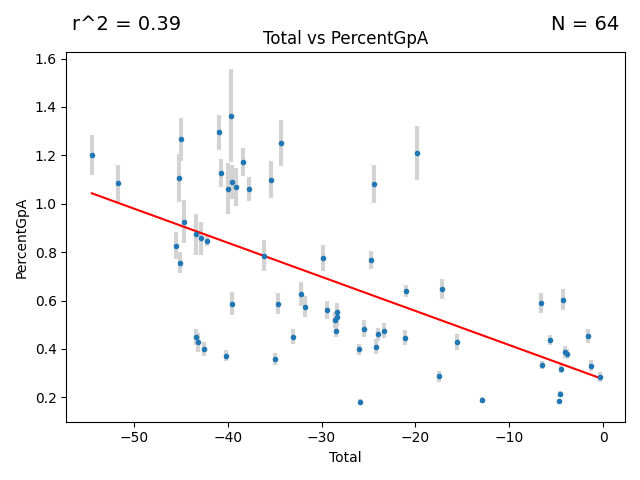 r^2 = 0.39
N = 64
Total vs PercentGpA
1.6
1.4
1.2
1.0
0.8
0.6
0.4
0.2
PercentGpA
−50
−40
−30
−20
−10
0
Total